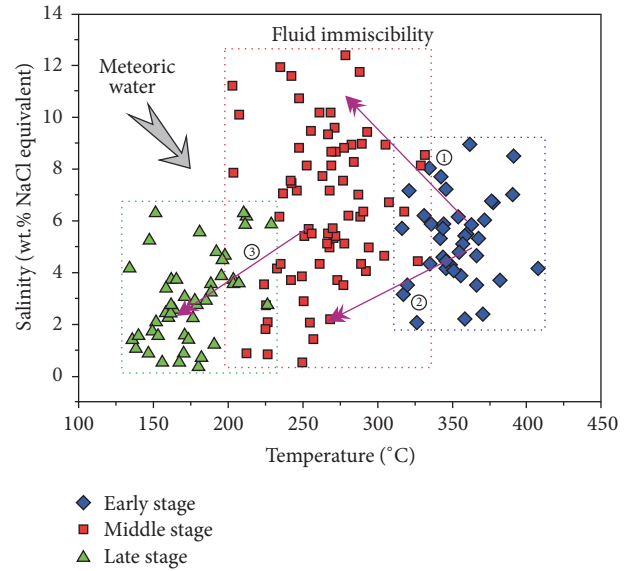 Fluid immiscibility
Meteoric
water
①
②
③
Salinity (wt.% NaCl equivalent)
14
12
10
8
6
4
2
0
100 150 200 250 300 350 400 450
Temperature (°C)
Early stage
Middle stage
Late stage